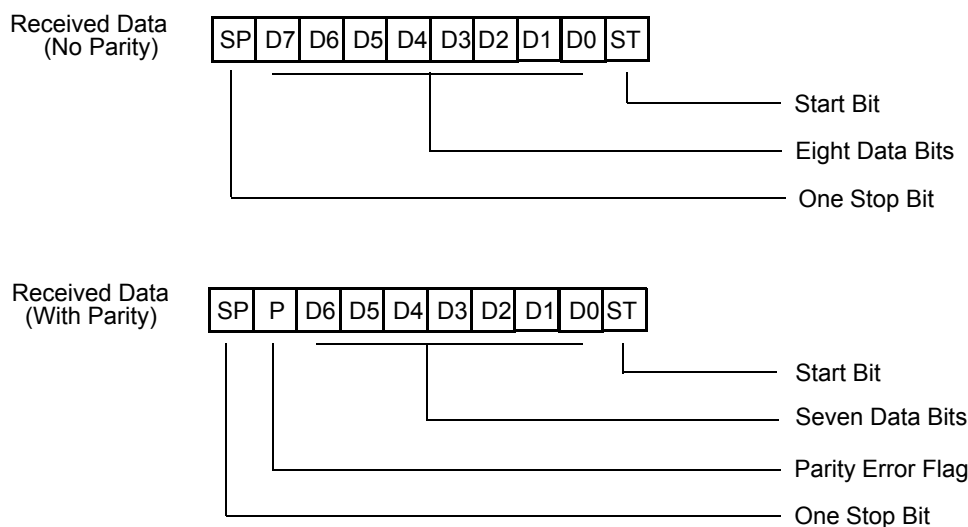 Received Data
(No Parity)
SP D7 D6 D5 D4 D3 D2 D1 D0 ST
Start Bit
Eight Data Bits
One Stop Bit
Received Data
(With Parity)
SP P D6 D5 D4 D3 D2 D1 D0 ST
Start Bit
Seven Data Bits
Parity Error Flag
One Stop Bit